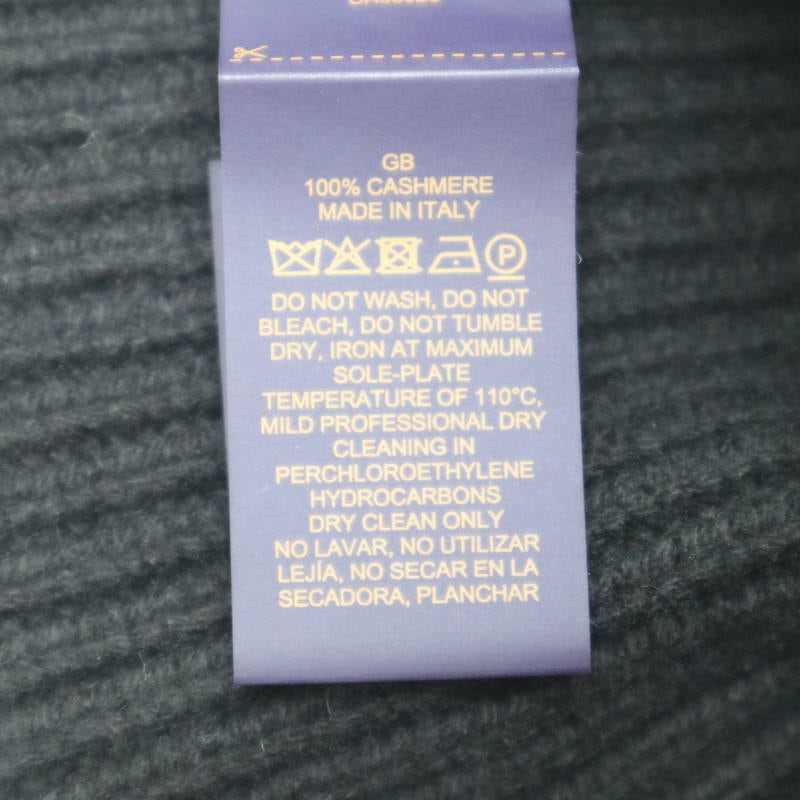 GB
100% CASHMERE
MADE IN ITALY
P
DO NOT WASH, DO NOT
BLEACH, DO NOT TUMBLE
DRY, IRON AT MAXIMUM
SOLE-PLATE
TEMPERATURE OF 110°C,
MILD PROFESSIONAL DRY
CLEANING IN
PERCHLOROETHYLENE
HYDROCARBONS
DRY CLEAN ONLY
NO LAVAR, NO UTILIZAR
LEJÍA, NO SECAR EN LA
SECADORA, PLANCHAR